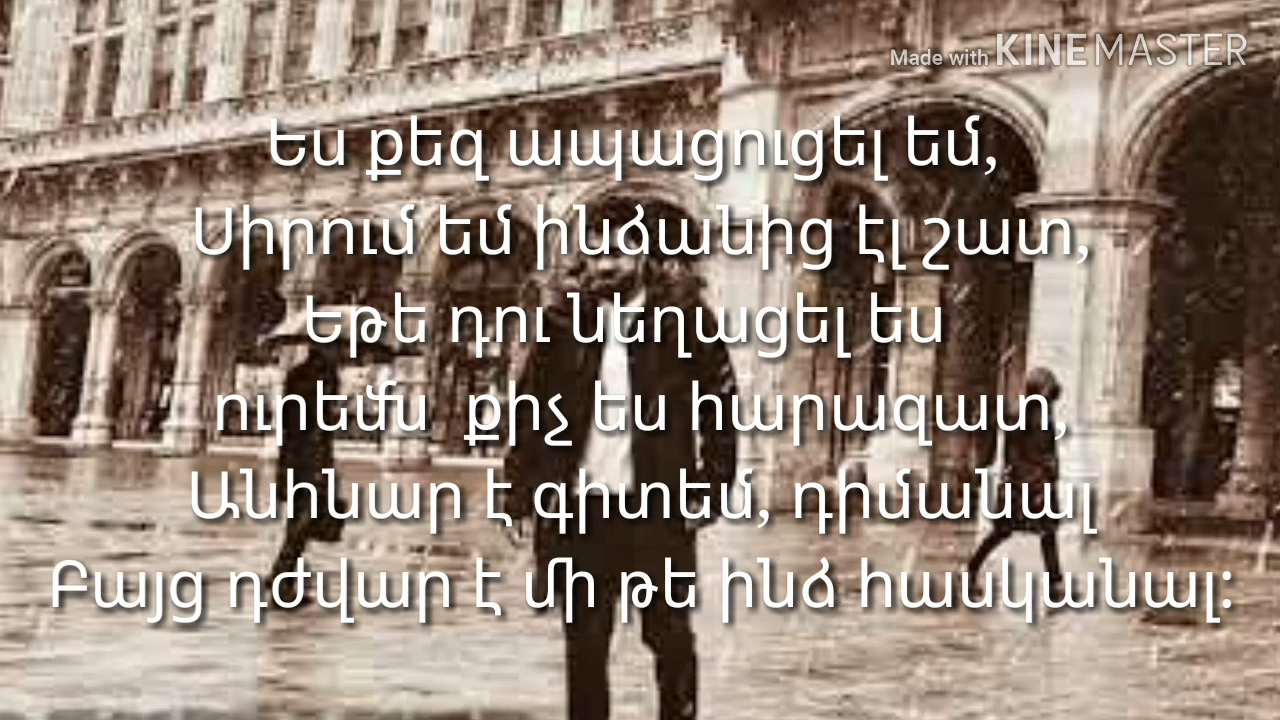 Made with KINEMASTER
Ես քեզ ապացուցել եմ,
Սիրում եմ ինձանից էլ շատ,
Եթե դու նեղացել ես
ուրեմն քիչ ես հարազատ,
Անհնար է գիտեմ, դիմանալ
Բայց դժվար է մի թե ինձ հասկանալ: